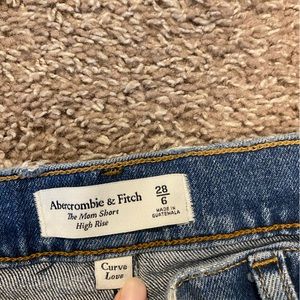 Abercrombie & Fitch
The Mom Short
High Rise
28
6
MADE IN
GUATEMALA
Curve
Love